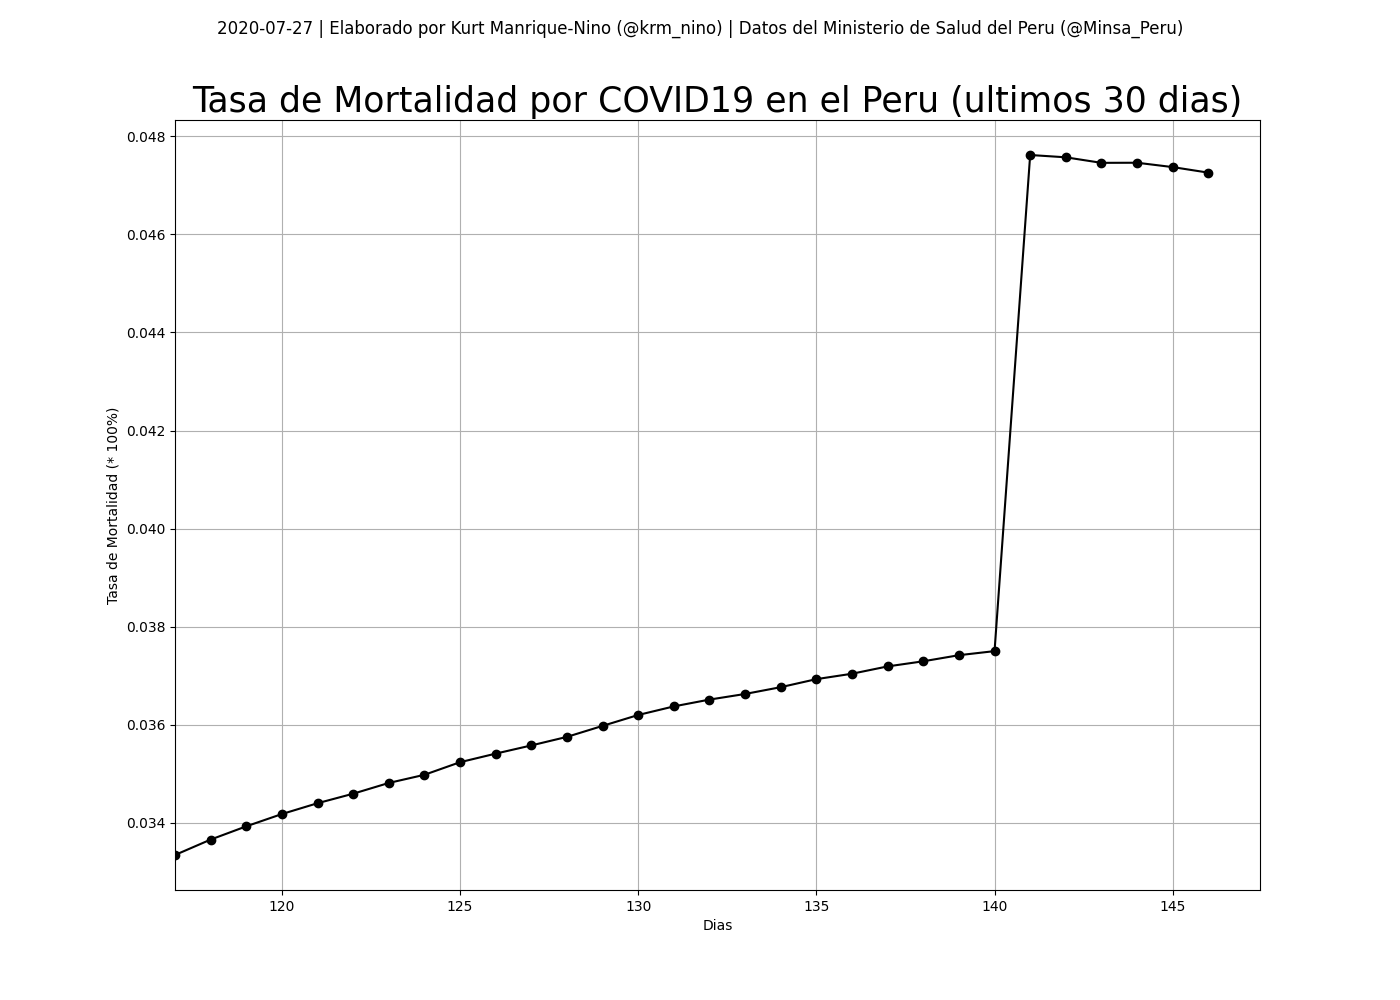 2020-07-27 | Elaborado por Kurt Manrique-Nino (@krm_nino) | Datos del Ministerio de Salud del Peru (@Minsa_Peru)
Tasa de Mortalidad por COVID19 en el Peru (ultimos 30 dias)
Tasa de Mortalidad (* 100%)
0.048
0.046
0.044
0.042
0.040
0.038
0.036
0.034
120 125 130 135 140 145
Dias